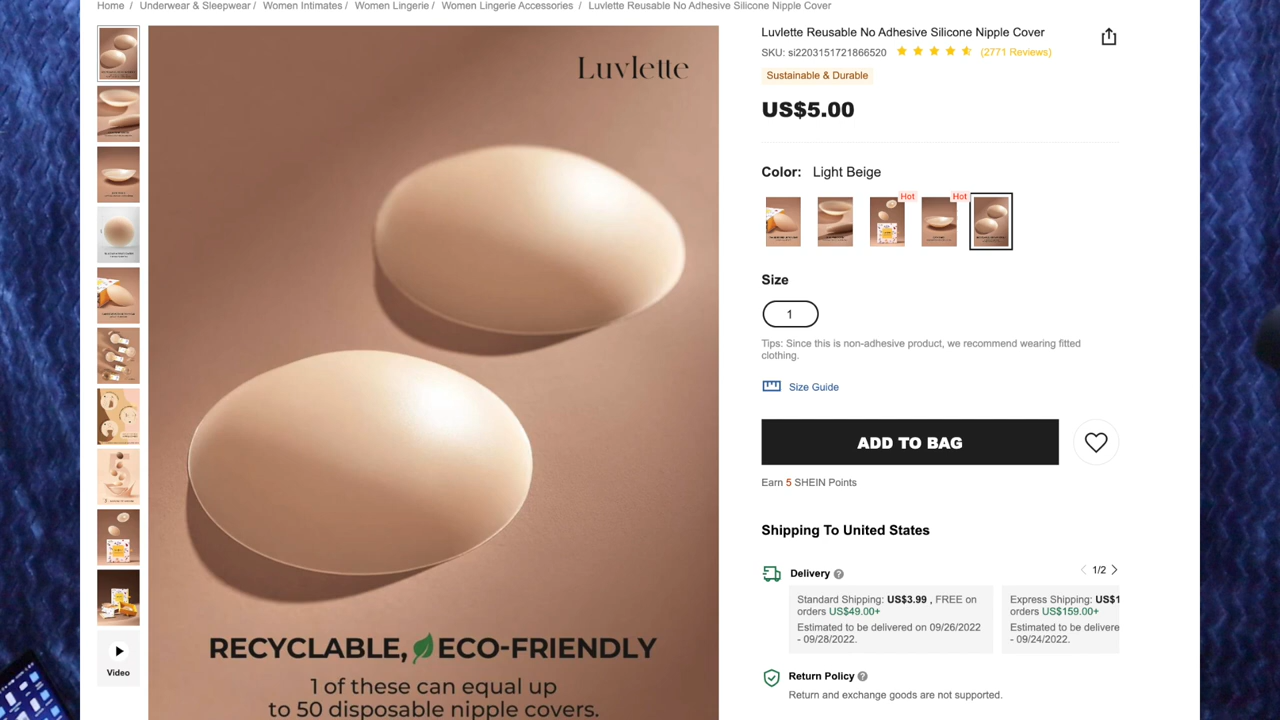 Home / Underwear & Sleepwear / Women Intimates / Women Lingerie / Women Lingerie Accessories / Luvlette Reusable No Adhesive Silicone Nipple Cover
Luvlette
RECYCLABLE, ECO-FRIENDLY
1 of these can equal up
to 50 disposable nipple covers.
Video
Luvlette Reusable No Adhesive Silicone Nipple Cover
SKU: si2203151721866520 (2771 Reviews)
Sustainable & Durable
US$5.00
Color: Light Beige
Hot
Hot
Size
1
Tips: Since this is non-adhesive product, we recommend wearing fitted
clothing.
Size Guide
ADD TO BAG
Earn 5 SHEIN Points
Shipping To United States
Delivery ?
1/2
Standard Shipping: US$3.99 , FREE on
orders US$49.00+
Estimated to be delivered on 09/26/2022
- 09/28/2022.
Express Shipping: US$1
orders US$159.00+
Estimated to be delivere
- 09/24/2022.
Return Policy ?
Return and exchange goods are not supported.